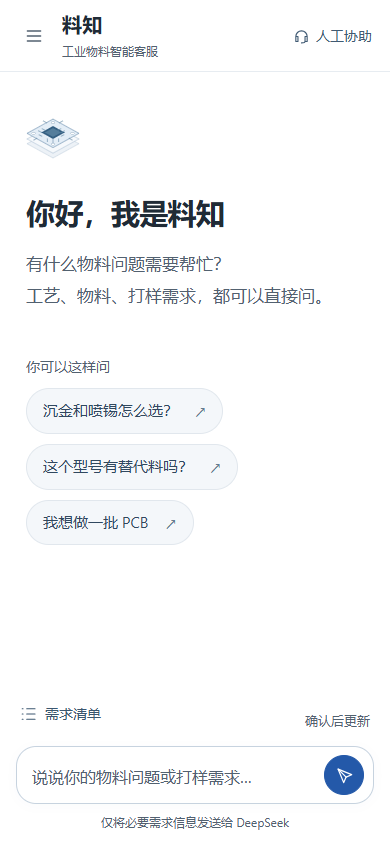 料知
工业物料智能客服
人工协助
你好，我是料知
有什么物料问题需要帮忙？
工艺、物料、打样需求，都可以直接问。
你可以这样问
沉金和喷锡怎么选？
这个型号有替代料吗？
我想做一批 PCB
需求清单
确认后更新
说说你的物料问题或打样需求...
仅将必要需求信息发送给 DeepSeek